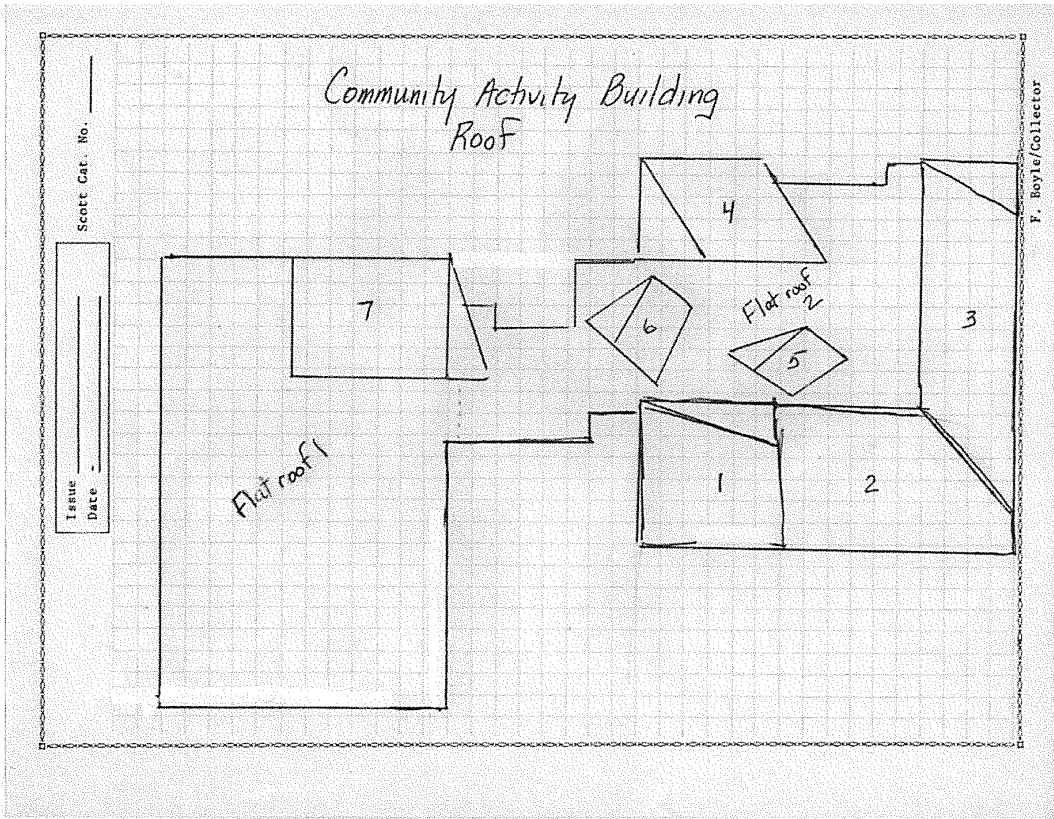 Community Activity Building
Roof
Scott Cat. No.
F. Boyle/Collector
4
7
6
Flat roof
2
3
5
Flat roof 1
1
2
Issue
Date